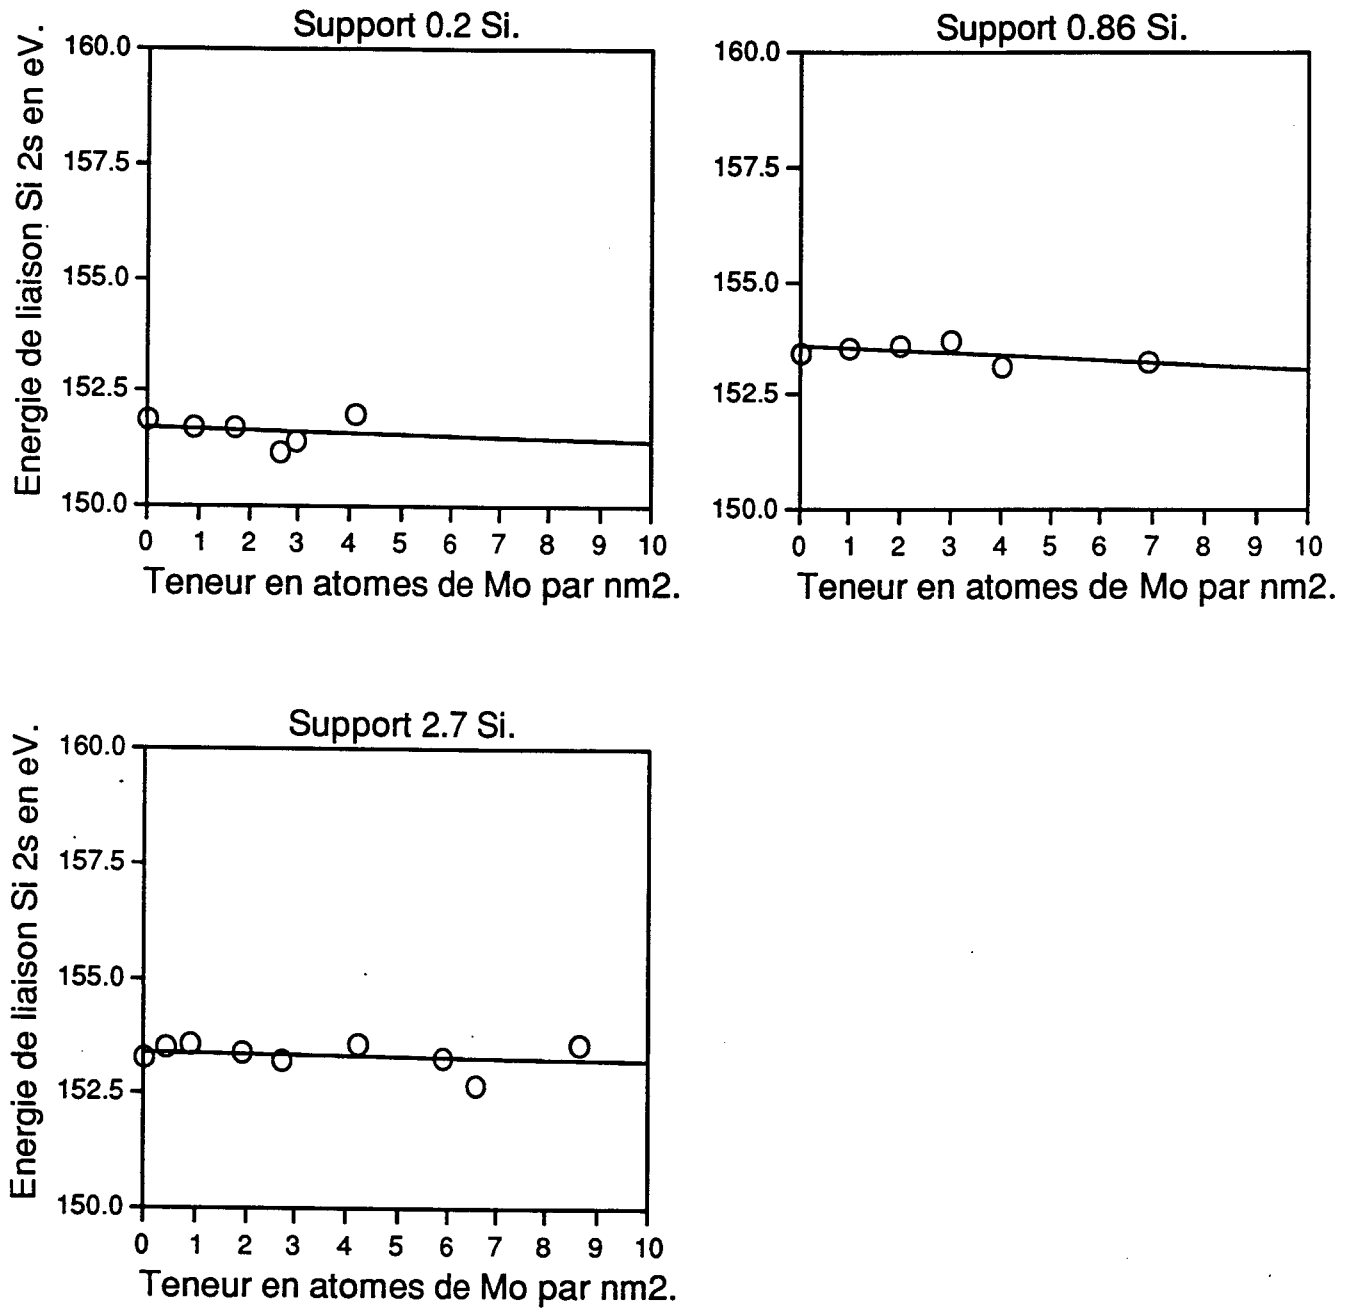 Support 0.2 Si.
Energie de liaison Si 2s en eV.
160.0
157.5
155.0
152.5
150.0
0 1 2 3 4 5 6 7 8 9 10
Teneur en atomes de Mo par nm2.
Support 0.86 Si.
160.0
157.5
155.0
152.5
150.0
0 1 2 3 4 5 6 7 8 9 10
Teneur en atomes de Mo par nm2.
Support 2.7 Si.
Energie de liaison Si 2s en eV.
160.0
157.5
155.0
152.5
150.0
0 1 2 3 4 5 6 7 8 9 10
Teneur en atomes de Mo par nm2.